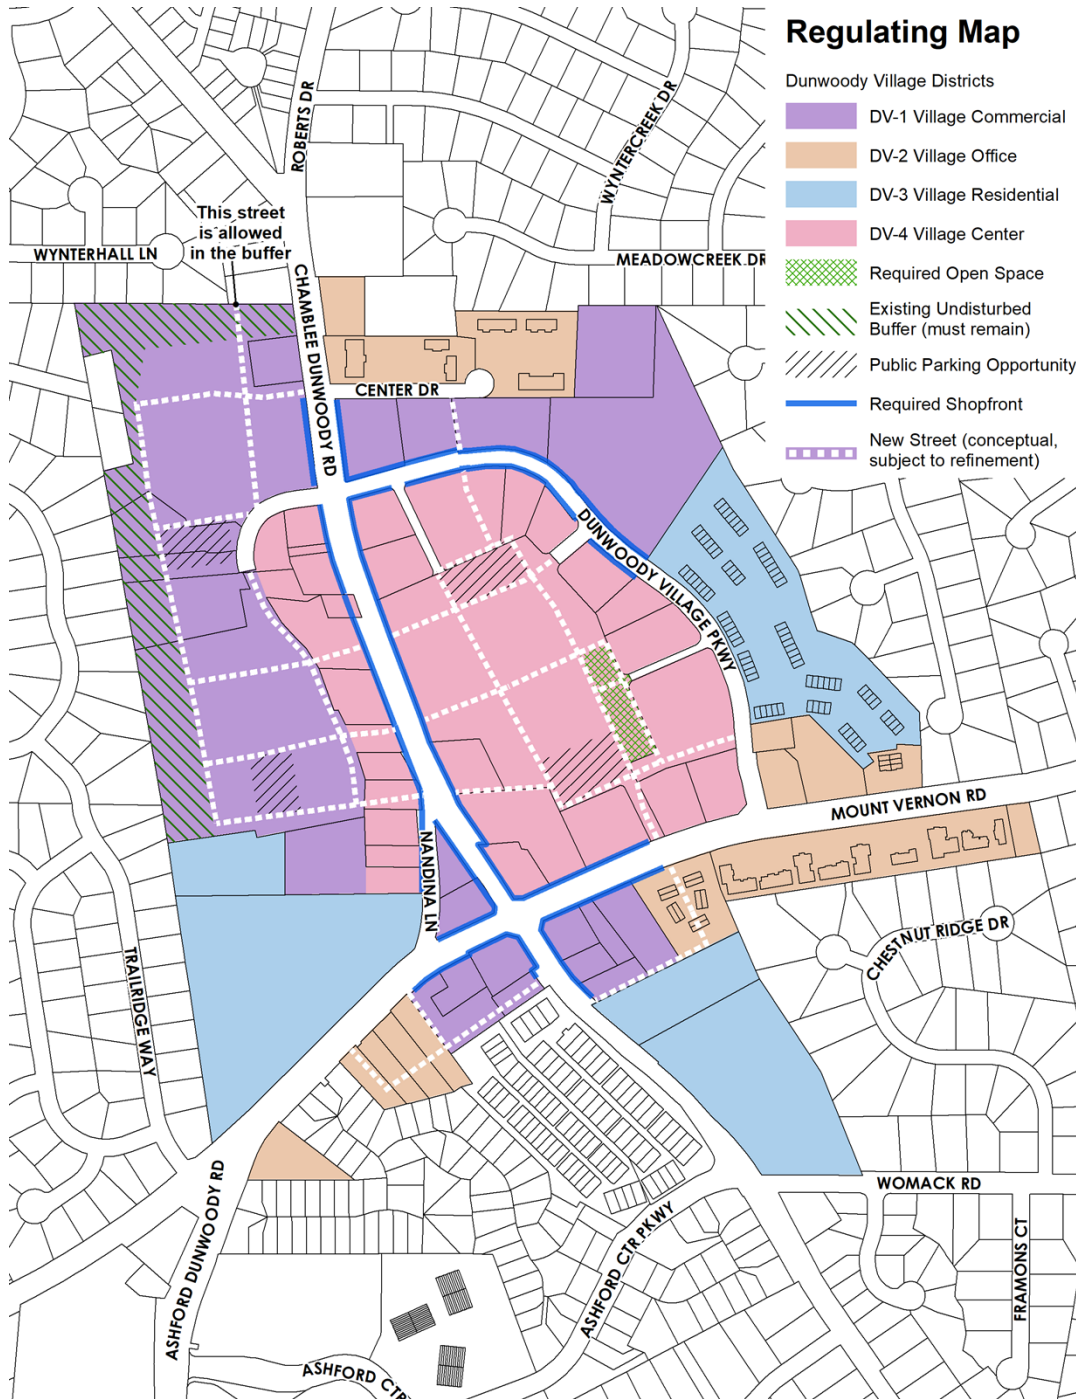 Regulating Map
Dunwoody Village Districts
DV-1 Village Commercial
DV-2 Village Office
DV-3 Village Residential
DV-4 Village Center
Required Open Space
Existing Undisturbed
Buffer (must remain)
Public Parking Opportunity
Required Shopfront
New Street (conceptual,
subject to refinement)
ROBERTS DR
WYNTERCREEK DR
This street
is allowed
in the buffer
WYNTERHALL LN
MEADOWCREEK DR
CHAMBLEE DUNWOODY RD
CENTER DR
DUNWOODY VILLAGE PKWY
MOUNT VERNON RD
NANDINA LN
CHESTNUT RIDGE DR
TRAILRIDGE WAY
WOMACK RD
ASHFORD DUNWOODY RD
ASHFORD CTR PKWY
FRAMONS CT
ASHFORD CTR